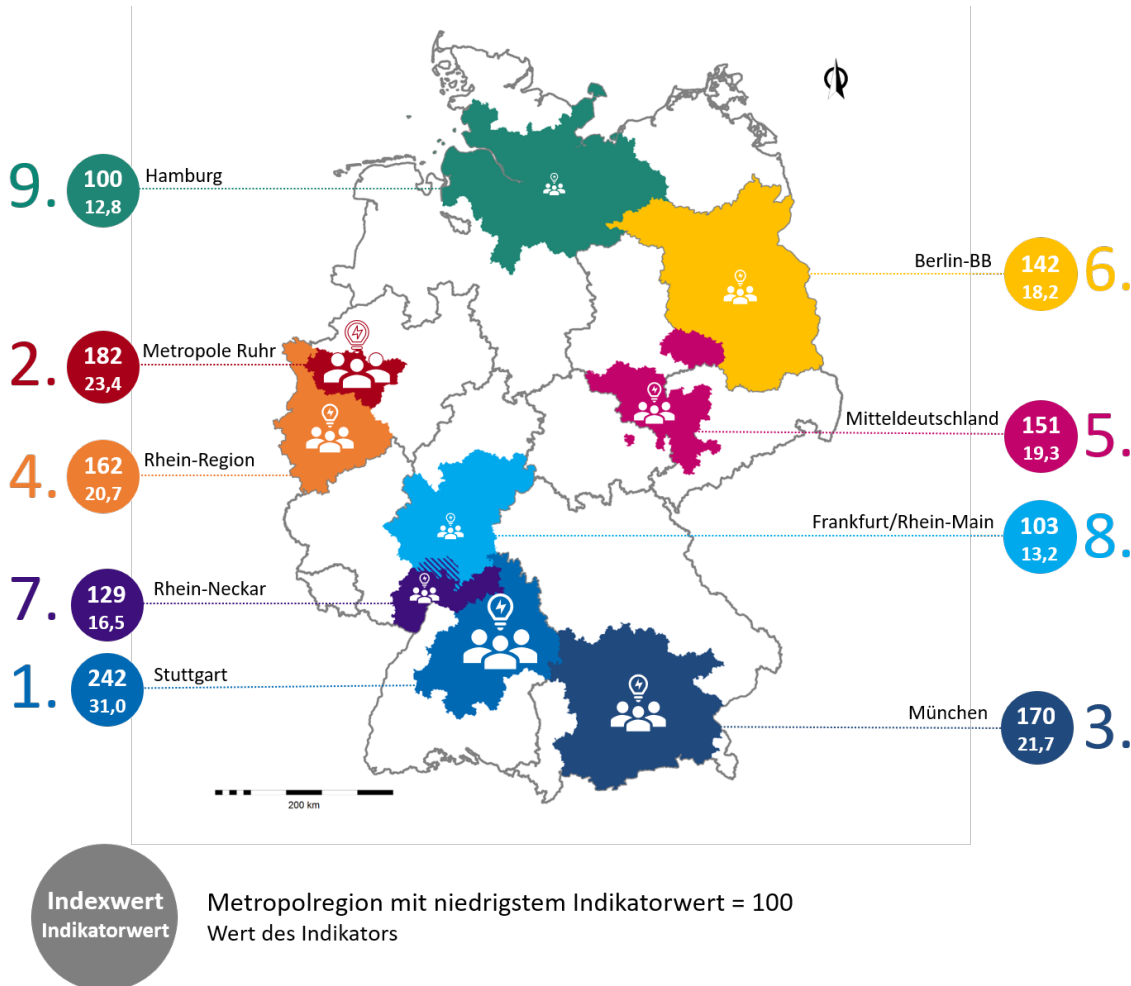 9.
100
12,8
Hamburg
Berlin-BB
142
18,2
6.
2.
182
23,4
Metropole Ruhr
Mitteldeutschland
151
19,3
5.
4.
162
20,7
Rhein-Region
Frankfurt/Rhein-Main
103
13,2
8.
7.
129
16,5
Rhein-Neckar
1.
242
31,0
Stuttgart
München
170
21,7
3.
200 km
Indexwert
Indikatorwert
Metropolregion mit niedrigstem Indikatorwert = 100
Wert des Indikators